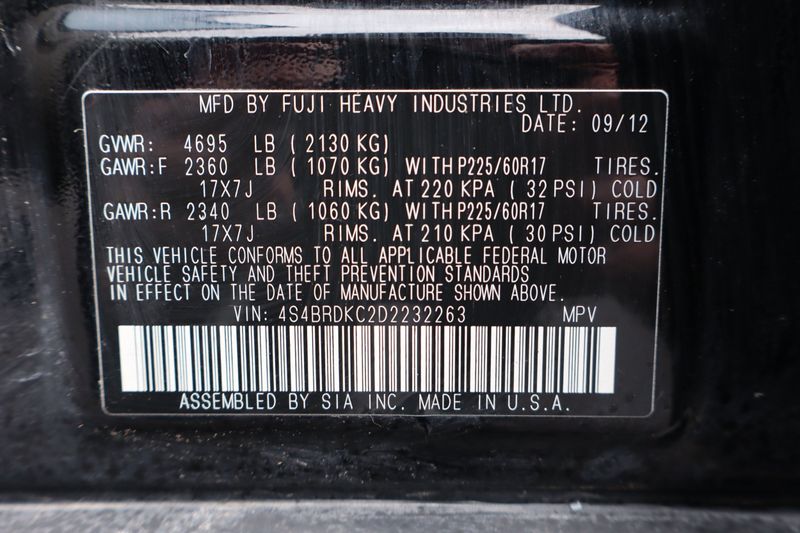 MFD BY FUJI HEAVY INDUSTRIES LTD.
DATE: 09/12
GVWR: 4695 LB ( 2130 KG)
GAWR:F 2360 LB ( 1070 KG) WITH P225/60R17 TIRES.
17X7J RIMS. AT 220 KPA ( 32 PSI) COLD
GAWR:R 2340 LB ( 1060 KG) WITH P225/60R17 TIRES.
17X7J RIMS. AT 210 KPA ( 30 PSI) COLD
THIS VEHICLE CONFORMS TO ALL APPLICABLE FEDERAL MOTOR
VEHICLE SAFETY AND THEFT PREVENTION STANDARDS
IN EFFECT ON THE DATE OF MANUFACTURE SHOWN ABOVE.
VIN: 4S4BRDKC2D2232263 MPV
ASSEMBLED BY SIA INC. MADE IN U.S.A.